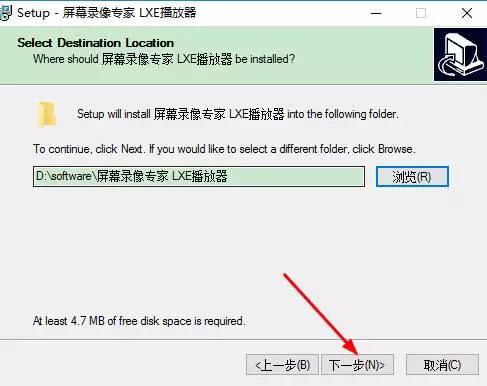 Setup - 屏幕录像专家 LXE播放器
Select Destination Location
Where should 屏幕录像专家 LXE播放器 be installed?
Setup will install 屏幕录像专家 LXE播放器 into the following folder.
To continue, click Next. If you would like to select a different folder, click Browse.
D:\software\屏幕录像专家 LXE播放器
浏览(R)
At least 4.7 MB of free disk space is required.
<上一步(B)
下一步(N)>
取消(C)